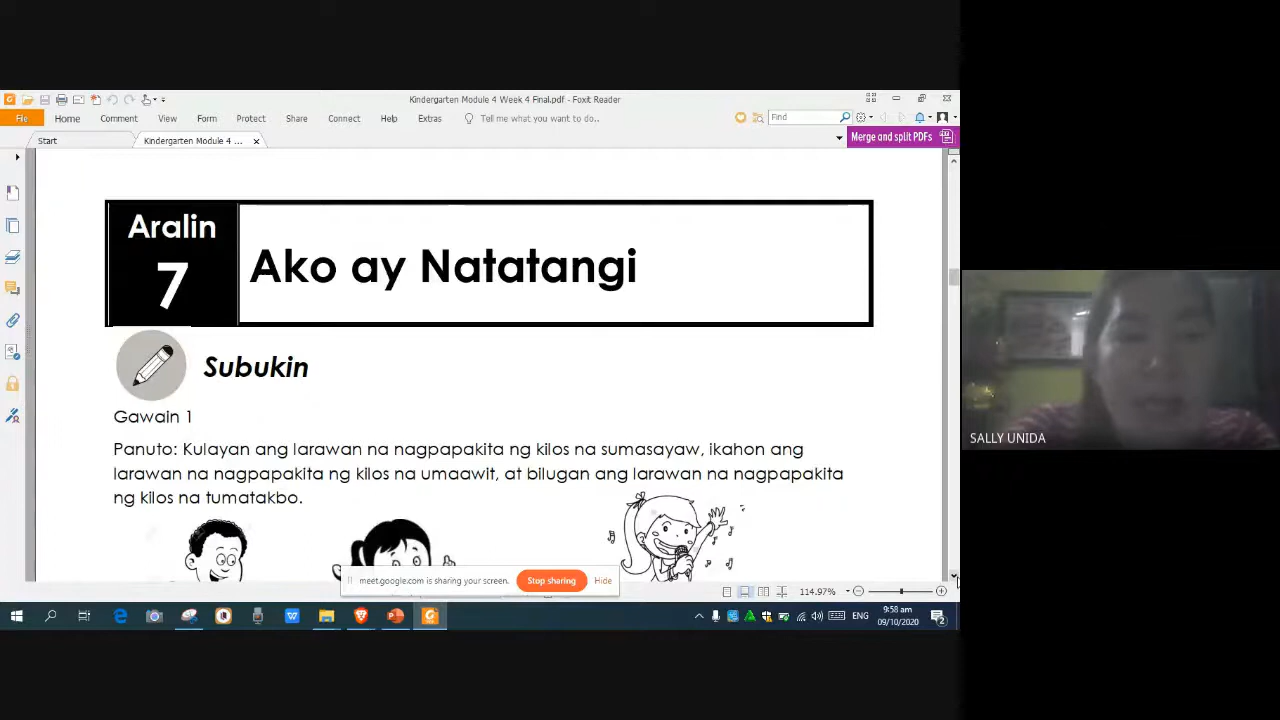 Kindergarten Module 4 Week 4 Final.pdf - Foxit Reader
File Home Comment View Form Protect Share Connect Help Extras Tell me what you want to do.. Find
Start Kindergarten Module 4 ... Merge and split PDFs
Aralin
7
Ako ay Natatangi
Subukin
Gawain 1
Panuto: Kulayan ang larawan na nagpapakita ng kilos na sumasayaw, ikahon ang
larawan na nagpapakita ng kilos na umaawit, at bilugan ang larawan na nagpapakita
ng kilos na tumatakbo.
SALLY UNIDA
meet.google.com is sharing your screen. Stop sharing Hide
114.97%
ENG 9:58 am
09/10/2020
2